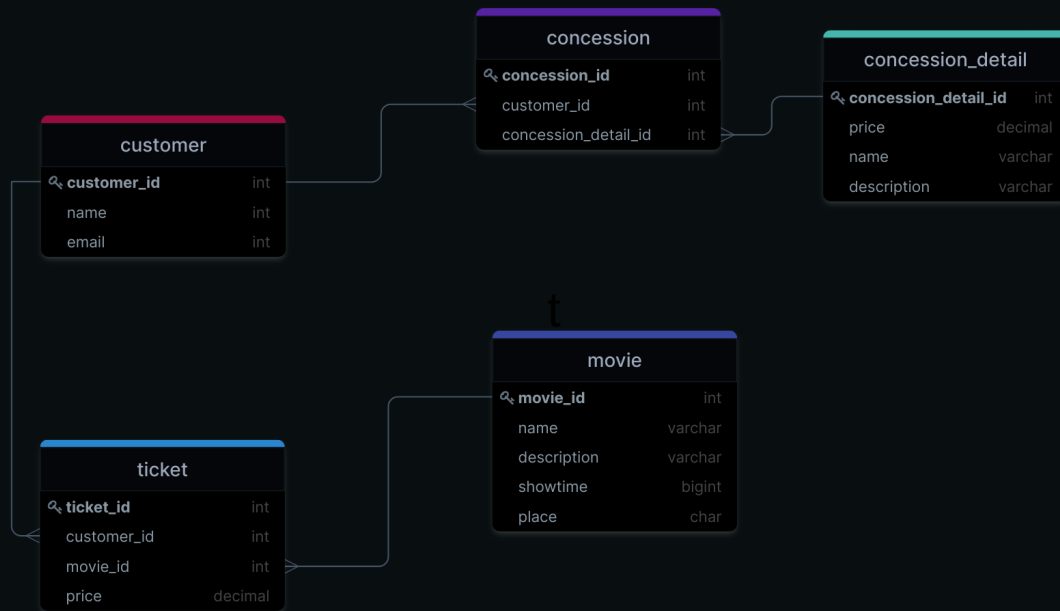 concession
concession_id int
customer_id int
concession_detail_id int
concession_detail
concession_detail_id int
price decimal
name varchar
description varchar
customer
customer_id int
name int
email int
t
movie
movie_id int
name varchar
description varchar
showtime bigint
place char
ticket
ticket_id int
customer_id int
movie_id int
price decimal